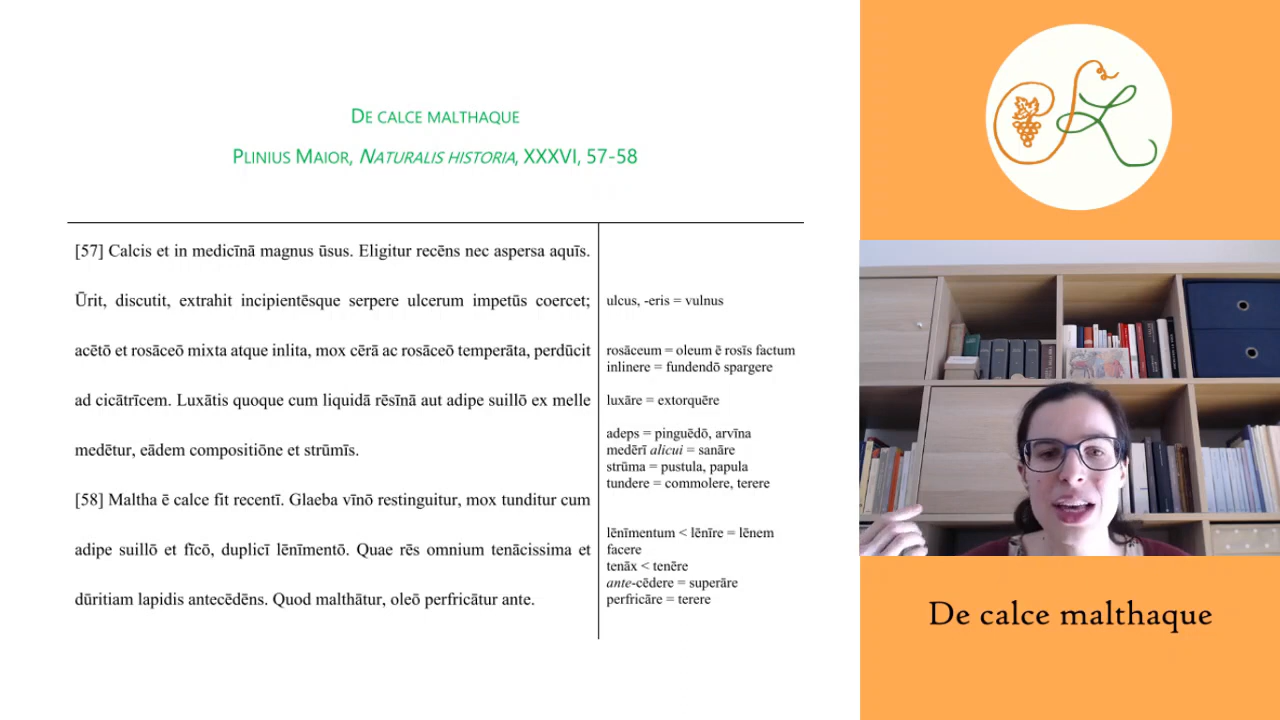 DE CALCE MALTHAQUE
PLINIUS MAIOR, NATURALIS HISTORIA, XXXVI, 57-58
[57] Calcis et in medicīnā magnus ūsus. Eligitur recēns nec aspersa aquīs.
Ūrit, discutit, extrahit incipientēsque serpere ulcerum impetūs coercet;
acētō et rosāceō mixta atque inlita, mox cērā ac rosāceō temperāta, perdūcit
ad cicātrīcem. Luxātis quoque cum liquidā rēsīnā aut adipe suillō ex melle
medētur, eādem compositiōne et strūmīs.
[58] Maltha ē calce fit recentī. Glaeba vīnō restinguitur, mox tunditur cum
adipe suillō et fīcō, duplicī lēnīmentō. Quae rēs omnium tenācissima et
dūritiam lapidis antecēdēns. Quod malthātur, oleō perfricātur ante.
ulcus, -eris = vulnus
rosāceum = oleum ē rosīs factum
inlinere = fundendō spargere
luxāre = extorquēre
adeps = pinguēdō, arvīna
medērī alicui = sanāre
strūma = pustula, papula
tundere = commolere, terere
lēnīmentum < lēnīre = lēnem
facere
tenāx < tenēre
ante-cēdere = superāre
perfricāre = terere
De calce malthaque